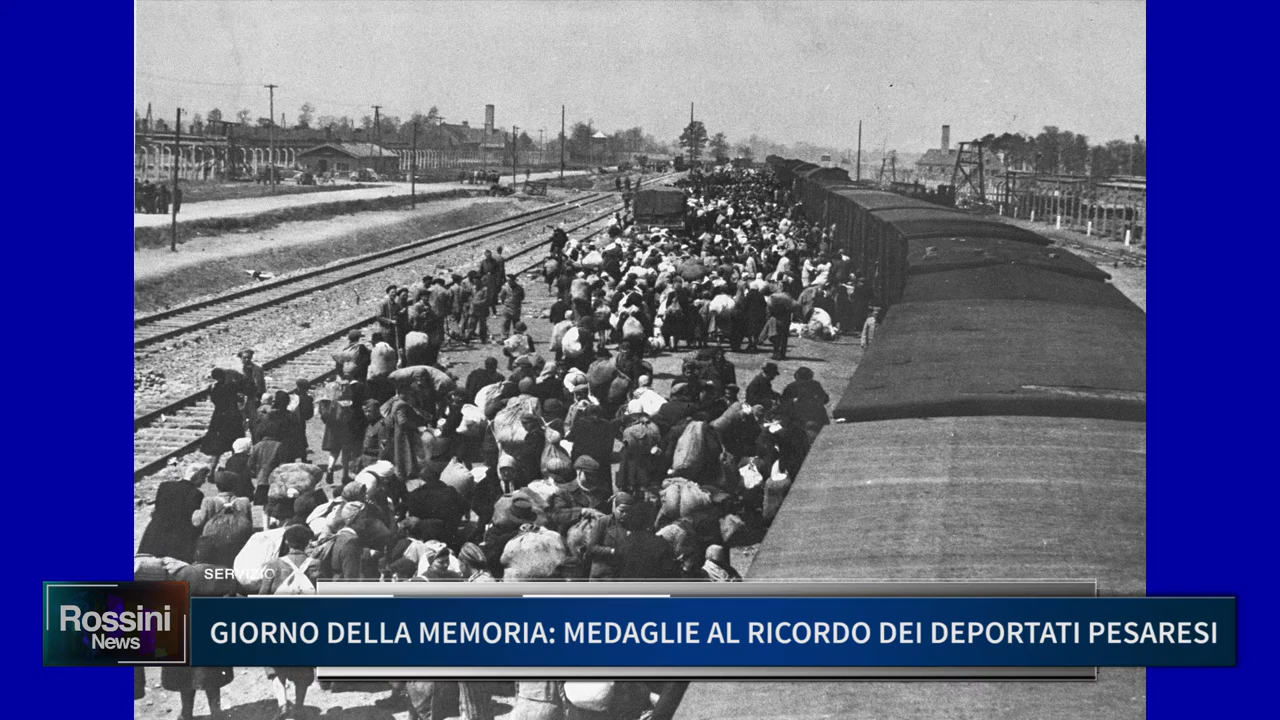 SERVIZIO
Rossini
News
GIORNO DELLA MEMORIA: MEDAGLIE AL RICORDO DEI DEPORTATI PESARESI